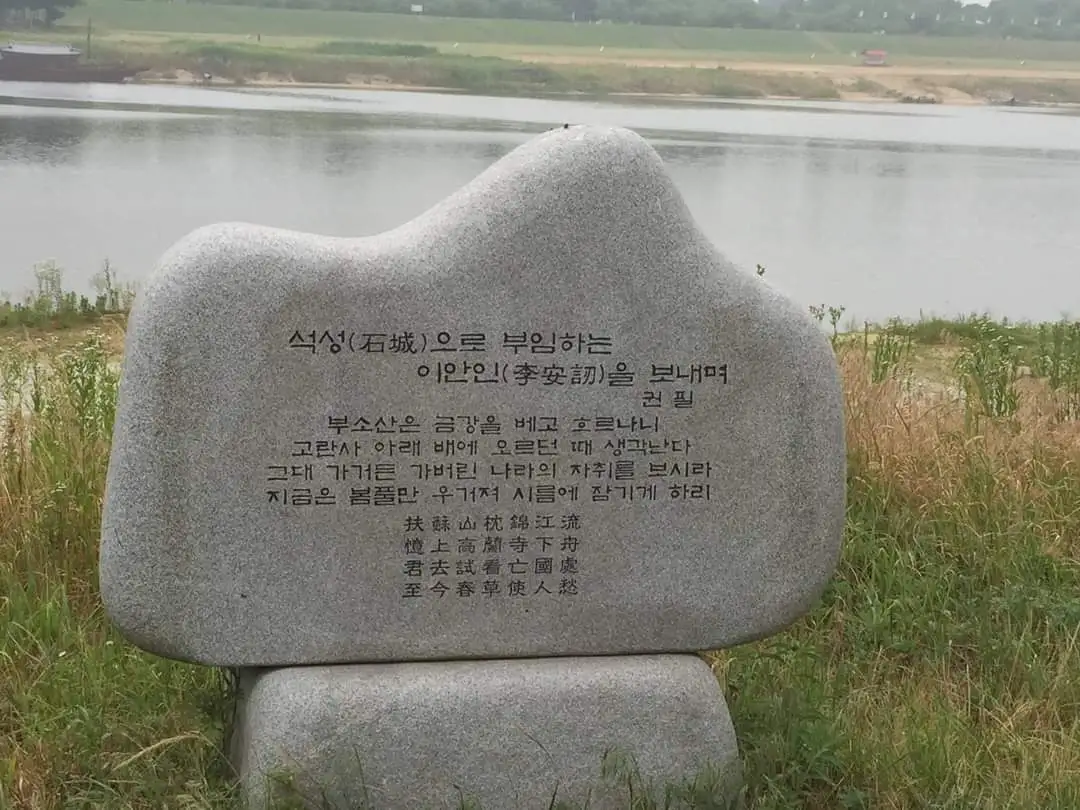 석성(石城)으로 부임하는
이안인(李安訒)을 보내며
권 필
부소산은 금강을 베고 흐르나니
고란사 아래 배에 오르던 때 생각난다
그대 가거든 가버린 나라의 자취를 보시라
지금은 봄풀만 우거져 시름에 잠기게 하리
扶蘇山枕錦江流
憶上高蘭寺下舟
君去試看亡國處
至今春草使人愁